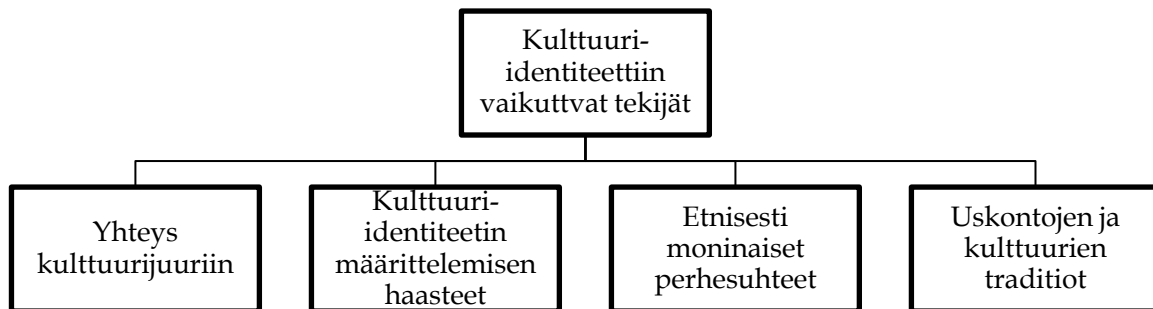 Kulttuuri-
identiteettiin
vaikuttvat tekijät
Yhteys
kulttuurijuuriin
Kulttuuri-
identiteetin
määrittelemisen
haasteet
Etnisesti
moninaiset
perhesuhteet
Uskontojen ja
kulttuurien
traditiot